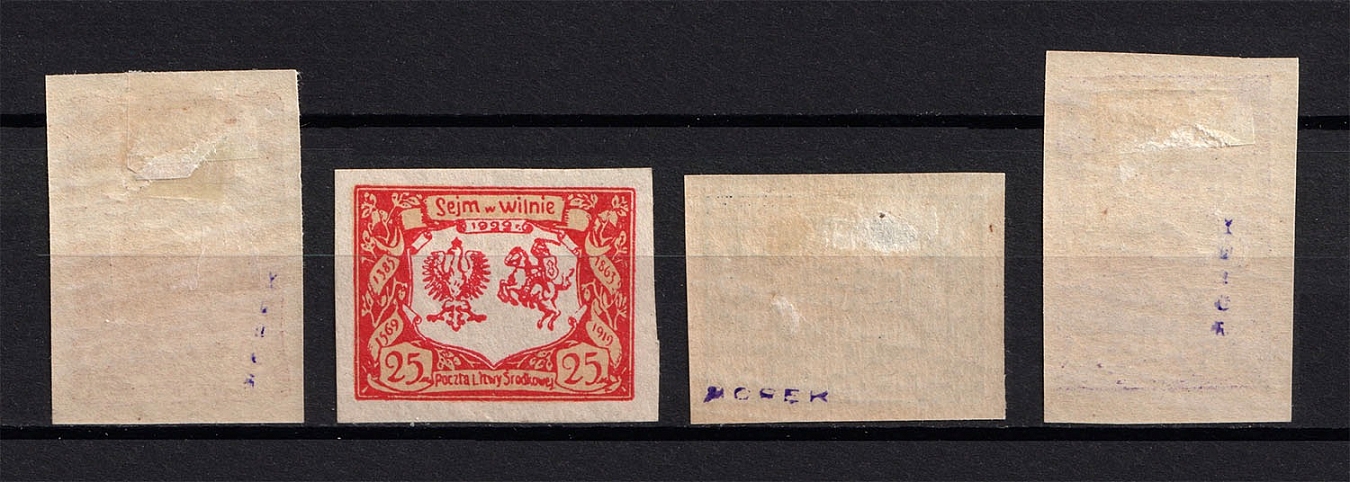 Sejm w Wilnie
1922 r.
1385
1863
1569
1919
25
25
Poczta Litwy Środkowej